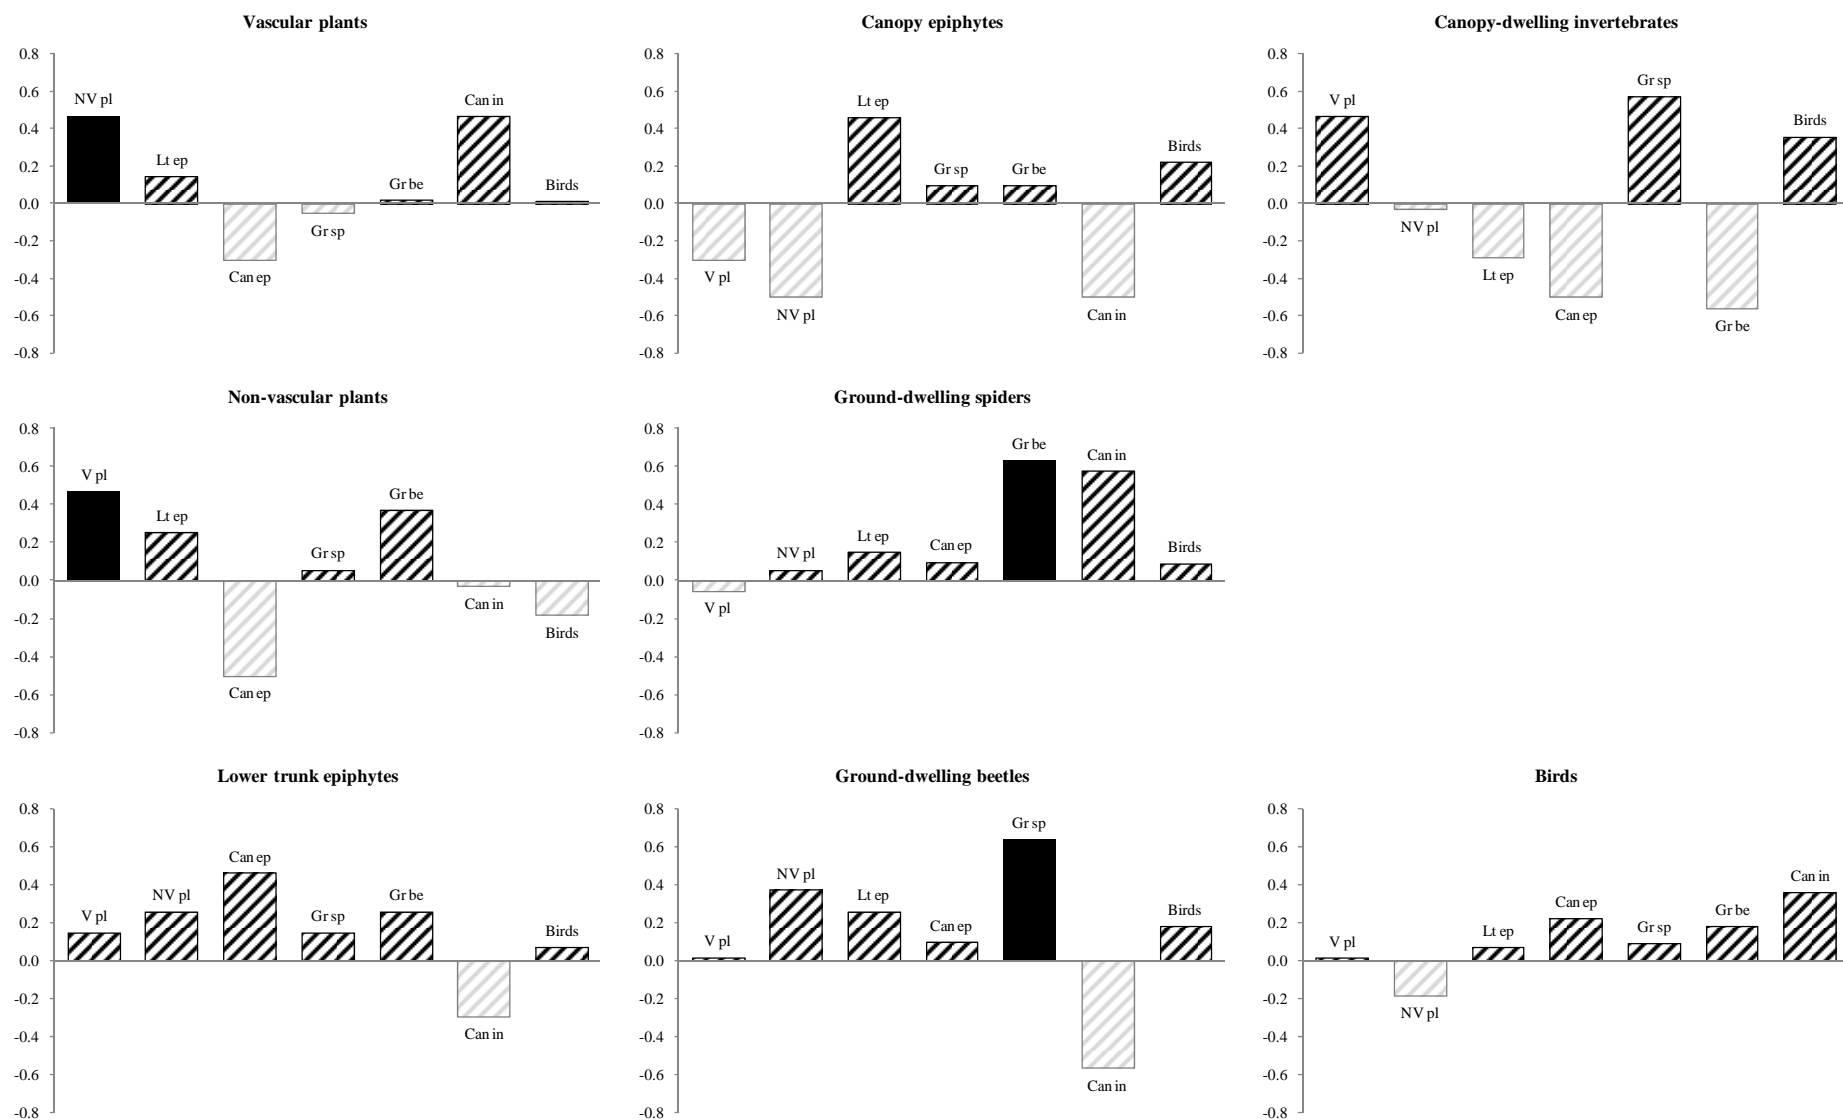 Vascular plants
0.8
0.6
0.4
0.2
0.0
-0.2
-0.4
-0.6
-0.8
NV pl
Lt ep
Can ep
Gr sp
Gr be
Can in
Birds
Canopy epiphytes
0.8
0.6
0.4
0.2
0.0
-0.2
-0.4
-0.6
-0.8
V pl
NV pl
Lt ep
Gr sp
Gr be
Can in
Birds
Canopy-dwelling invertebrates
0.8
0.6
0.4
0.2
0.0
-0.2
-0.4
-0.6
-0.8
V pl
NV pl
Lt ep
Can ep
Gr sp
Gr be
Birds
Non-vascular plants
0.8
0.6
0.4
0.2
0.0
-0.2
-0.4
-0.6
-0.8
V pl
Lt ep
Can ep
Gr sp
Gr be
Can in
Birds
Ground-dwelling spiders
0.8
0.6
0.4
0.2
0.0
-0.2
-0.4
-0.6
-0.8
V pl
NV pl
Lt ep
Can ep
Gr be
Can in
Birds
Lower trunk epiphytes
0.8
0.6
0.4
0.2
0.0
-0.2
-0.4
-0.6
-0.8
V pl
NV pl
Can ep
Gr sp
Gr be
Can in
Birds
Ground-dwelling beetles
0.8
0.6
0.4
0.2
0.0
-0.2
-0.4
-0.6
-0.8
V pl
NV pl
Lt ep
Can ep
Gr sp
Can in
Birds
Birds
0.8
0.6
0.4
0.2
0.0
-0.2
-0.4
-0.6
-0.8
V pl
NV pl
Lt ep
Can ep
Gr sp
Gr be
Can in